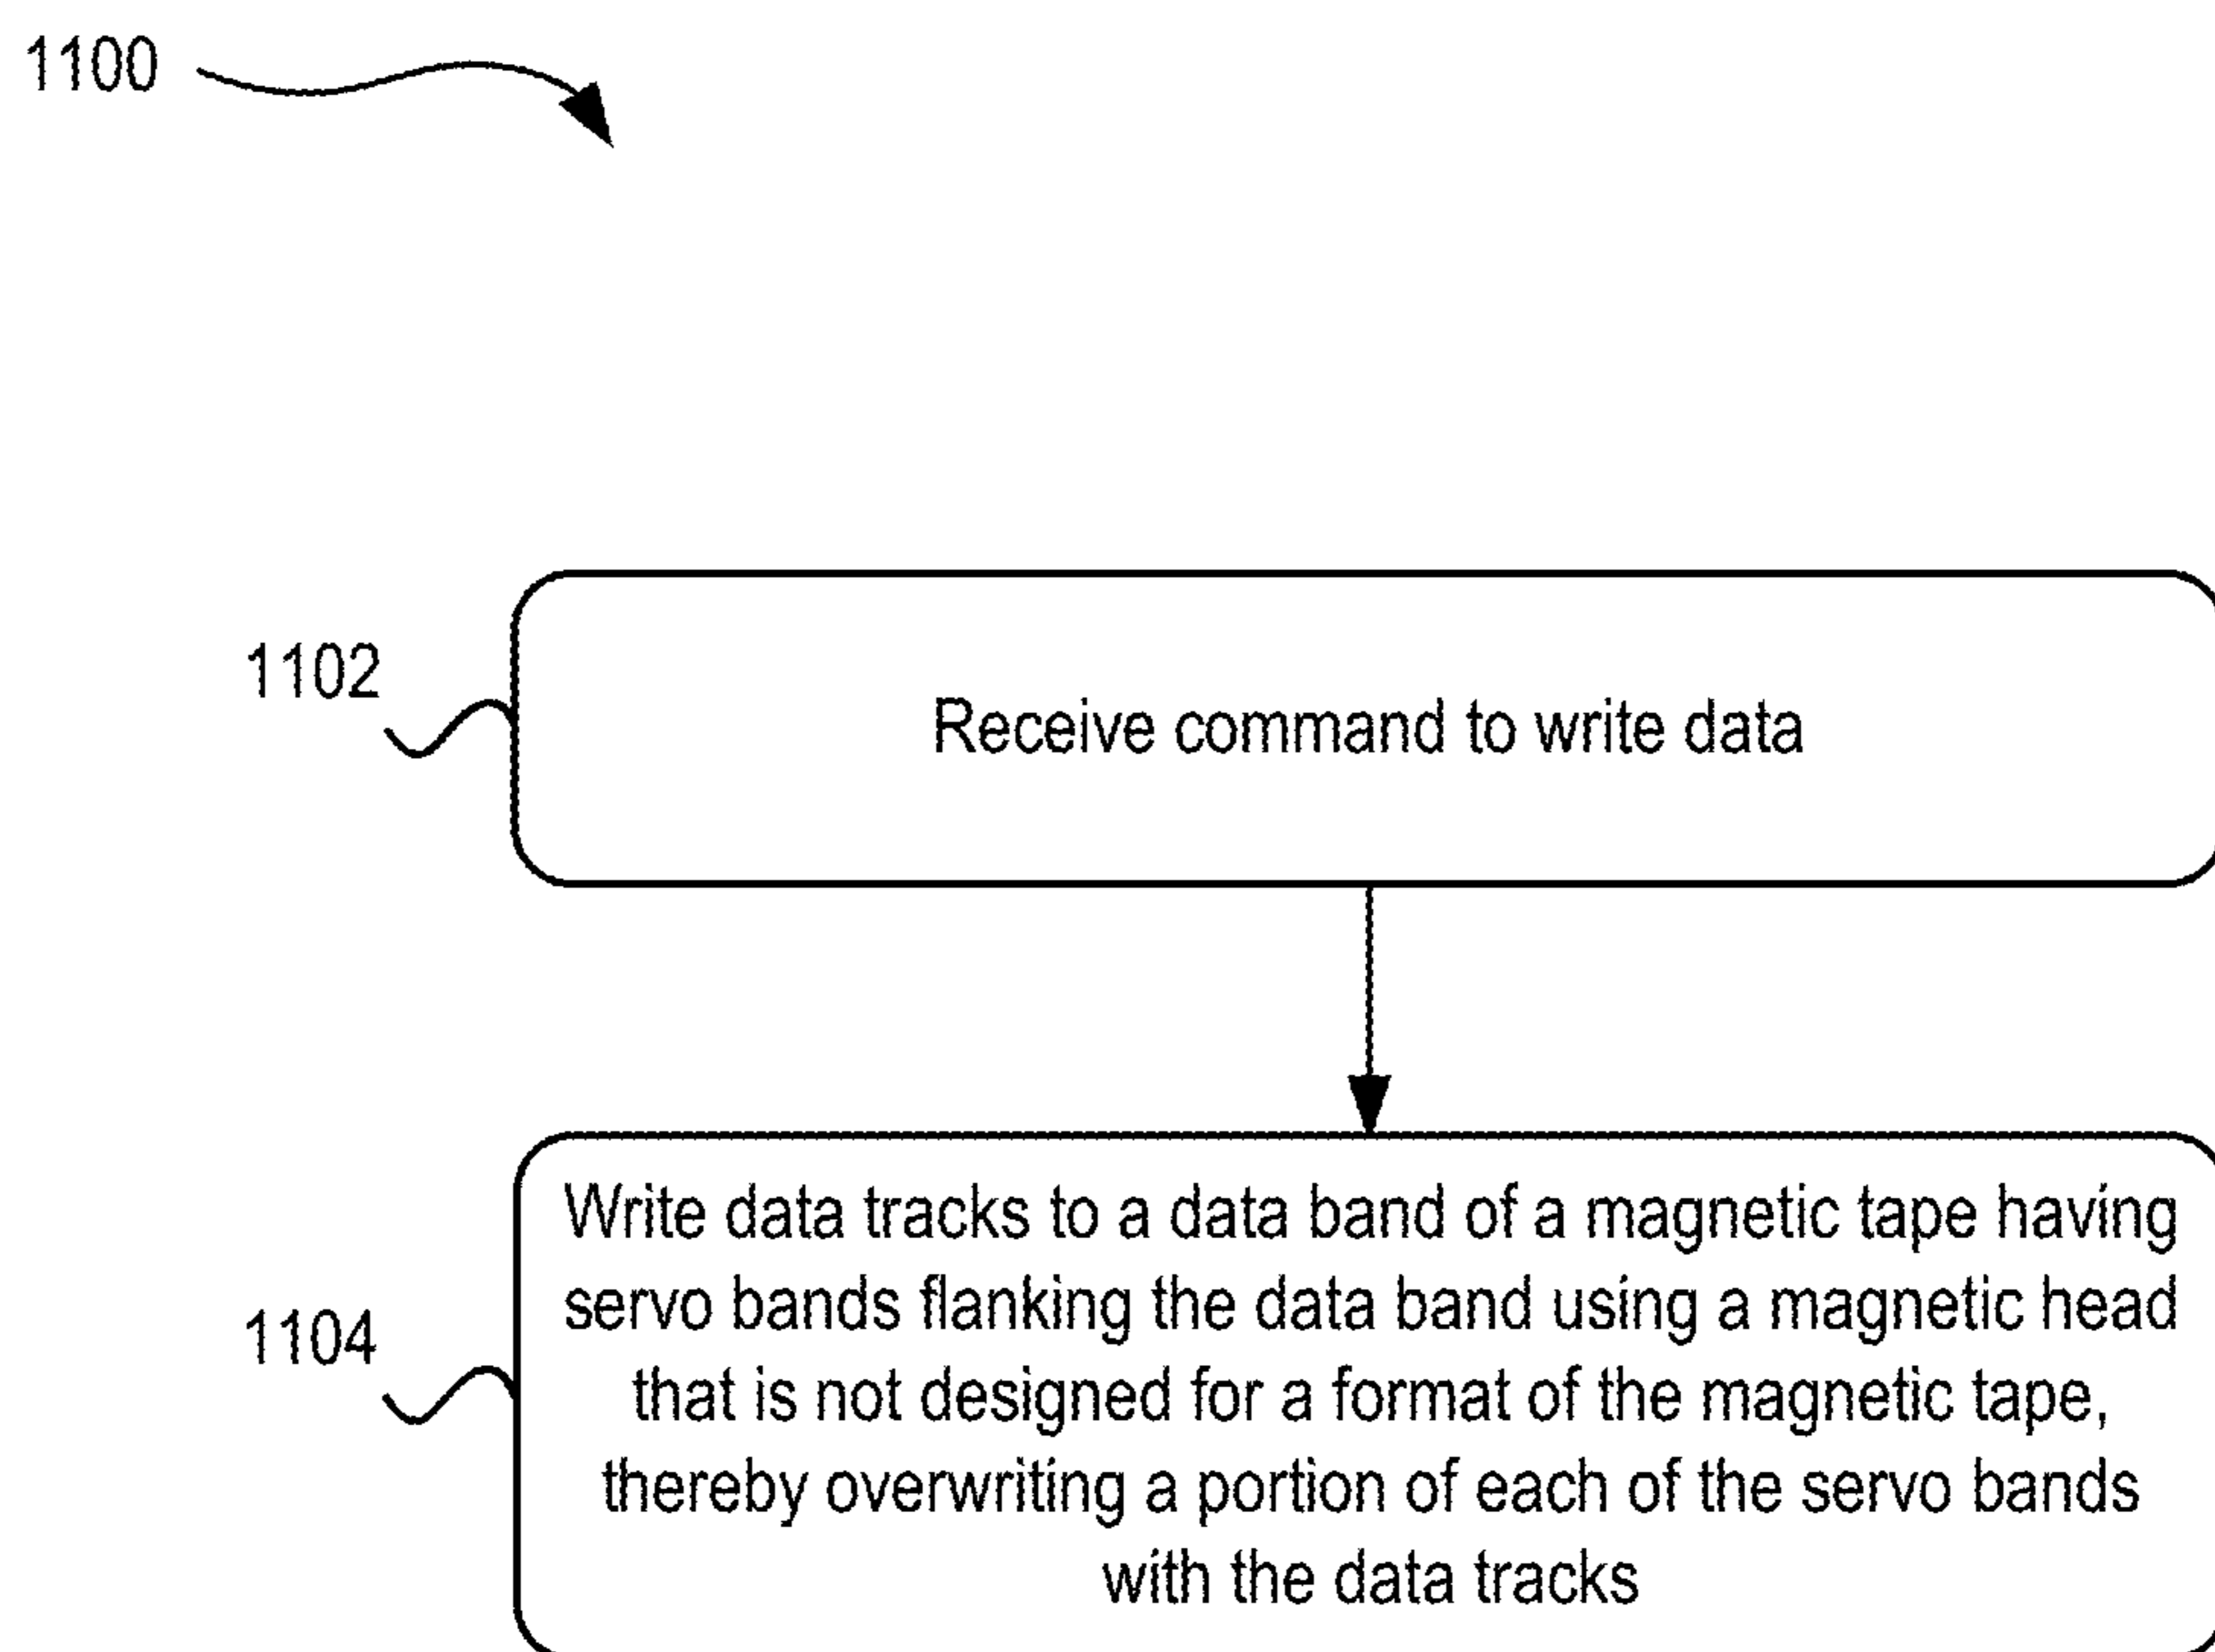 1100
1102
Receive command to write data
1104
Write data tracks to a data band of a magnetic tape having
servo bands flanking the data band using a magnetic head
that is not designed for a format of the magnetic tape,
thereby overwriting a portion of each of the servo bands
with the data tracks